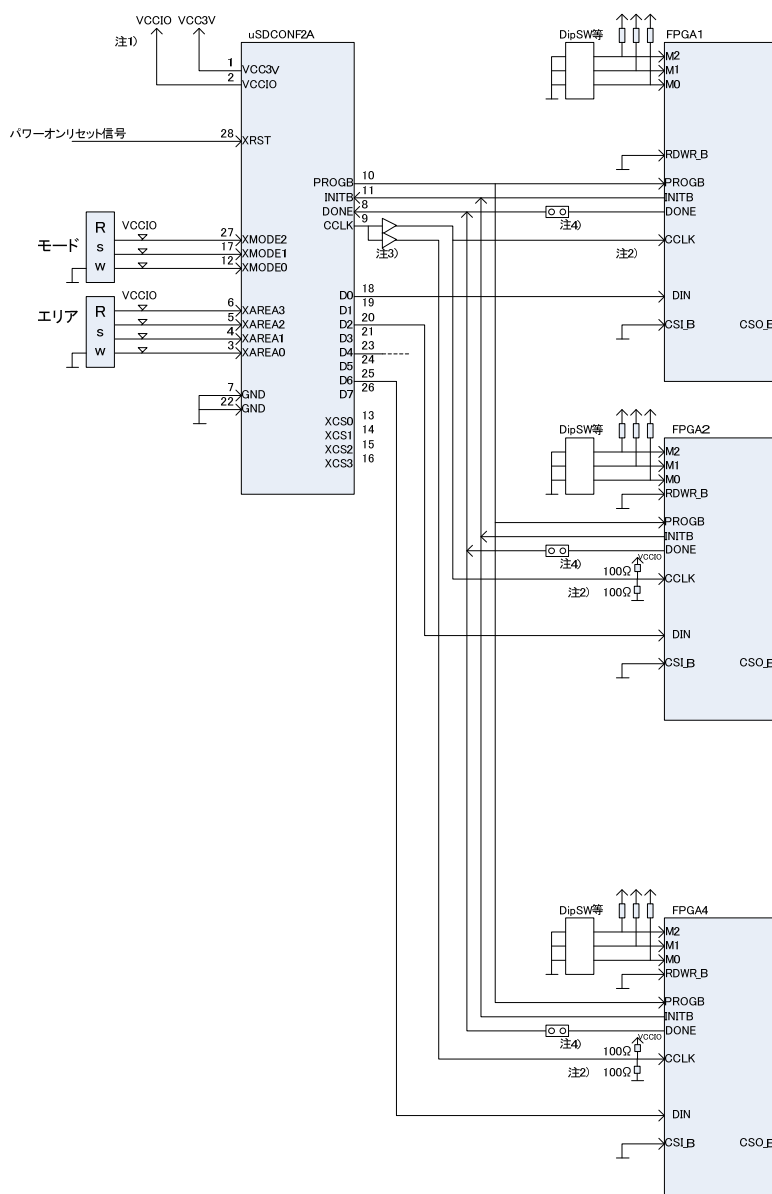 VCCIO VCC3V
注1)
uSDCONF2A
1
VCC3V
2
VCCIO
パワーオンリセット信号
28
XRST
PROGB
10
INITB
11
DONE
8
CCLK
9
注3)
モード
R
s
w
VCCIO
27
XMODE2
17
XMODE1
12
XMODE0
エリア
R
s
w
VCCIO
6
XAREA3
5
XAREA2
4
XAREA1
3
XAREA0
7
GND
22
GND
D0
18
D1
19
D2
20
D3
21
D4
23
D5
24
D6
25
D7
26
XCS0
13
XCS1
14
XCS2
15
XCS3
16
DipSW等
FPGA1
M2
M1
M0
RDWR_B
PROGB
INITB
DONE
注4)
注2)
CCLK
DIN
CSI_B
CSO_B
DipSW等
FPGA2
M2
M1
M0
RDWR_B
PROGB
INITB
DONE
注4)
VCCIO
100Ω
注2)
100Ω
CCLK
DIN
CSI_B
CSO_B
DipSW等
FPGA4
M2
M1
M0
RDWR_B
PROGB
INITB
DONE
注4)
VCCIO
100Ω
注2)
100Ω
CCLK
DIN
CSI_B
CSO_B